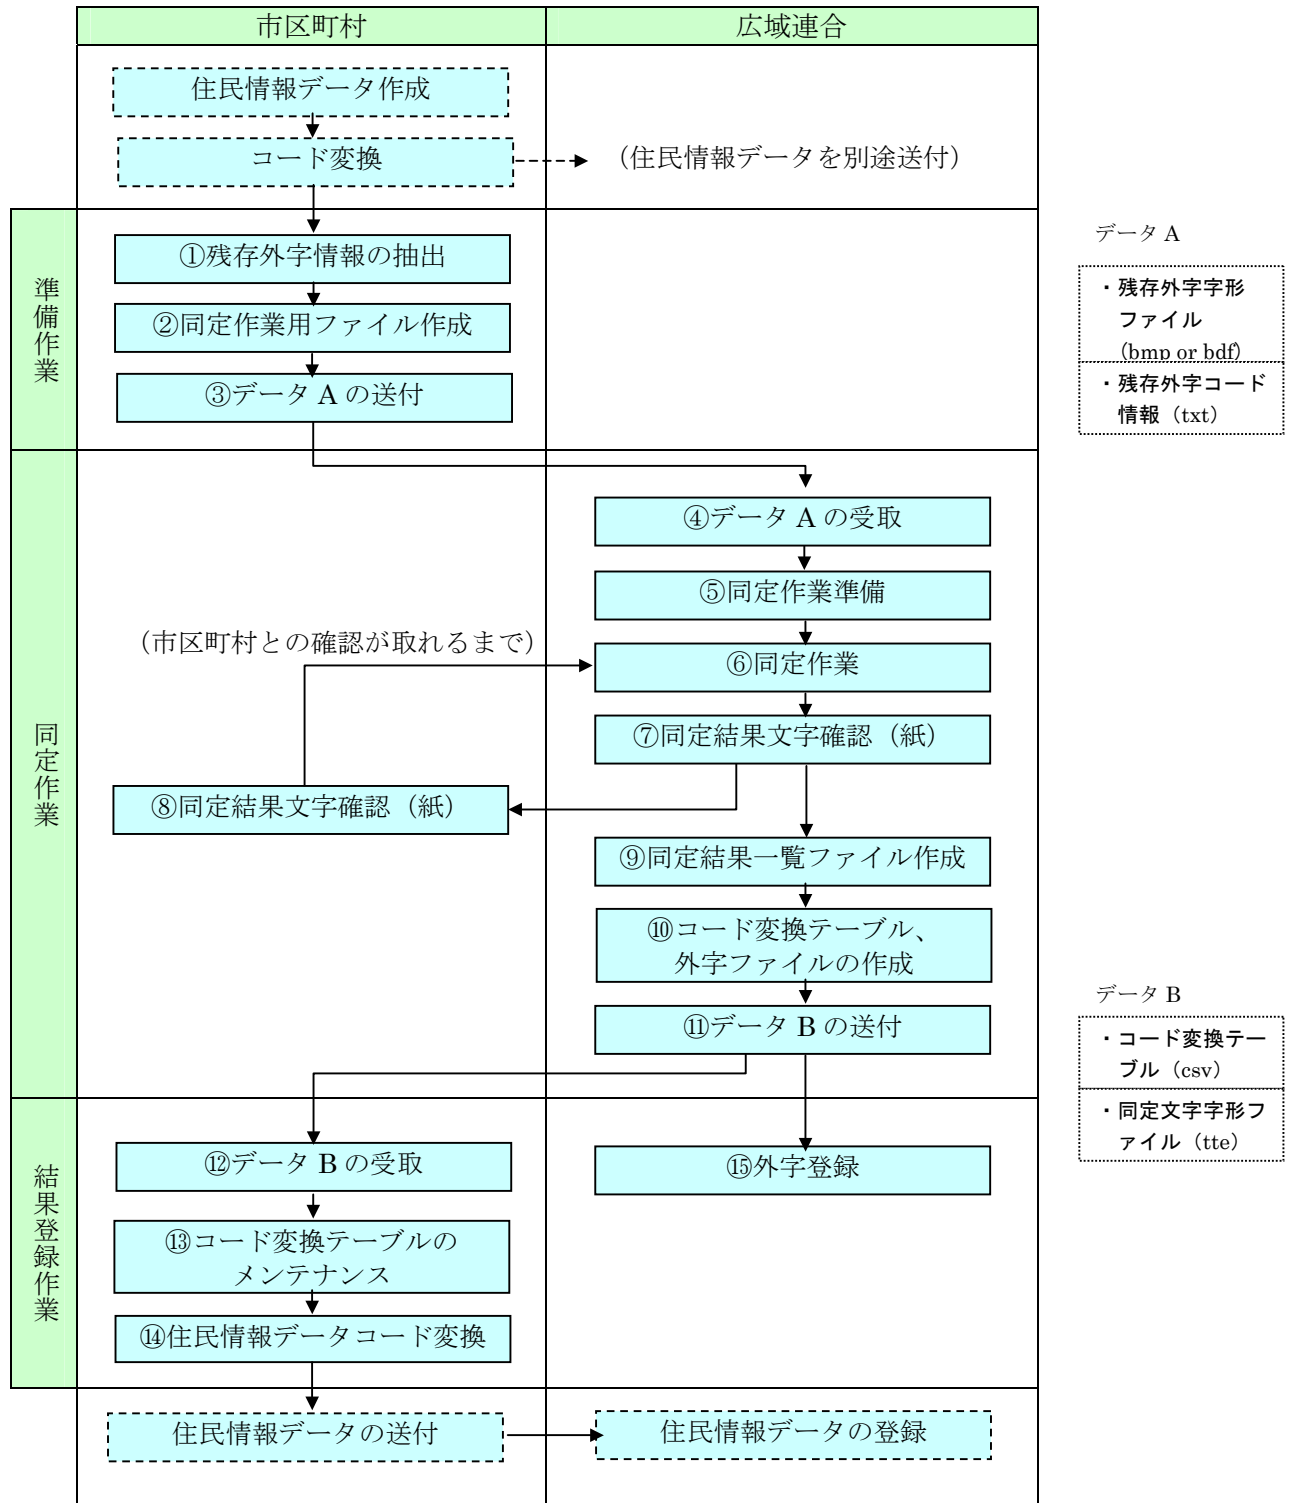 市区町村
広域連合
住民情報データ作成
コード変換
（住民情報データを別途送付）
準備作業
①残存外字情報の抽出
②同定作業用ファイル作成
③データ A の送付
データ A
・残存外字字形
ファイル
(bmp or bdf)
・残存外字コード
情報（txt）
同定作業
④データ A の受取
⑤同定作業準備
（市区町村との確認が取れるまで）
⑥同定作業
⑦同定結果文字確認（紙）
⑧同定結果文字確認（紙）
⑨同定結果一覧ファイル作成
⑩コード変換テーブル、
外字ファイルの作成
⑪データ B の送付
データ B
・コード変換テー
ブル（csv）
・同定文字字形フ
ァイル（tte）
結果登録作業
⑫データ B の受取
⑮外字登録
⑬コード変換テーブルの
メンテナンス
⑭住民情報データコード変換
住民情報データの送付
住民情報データの登録